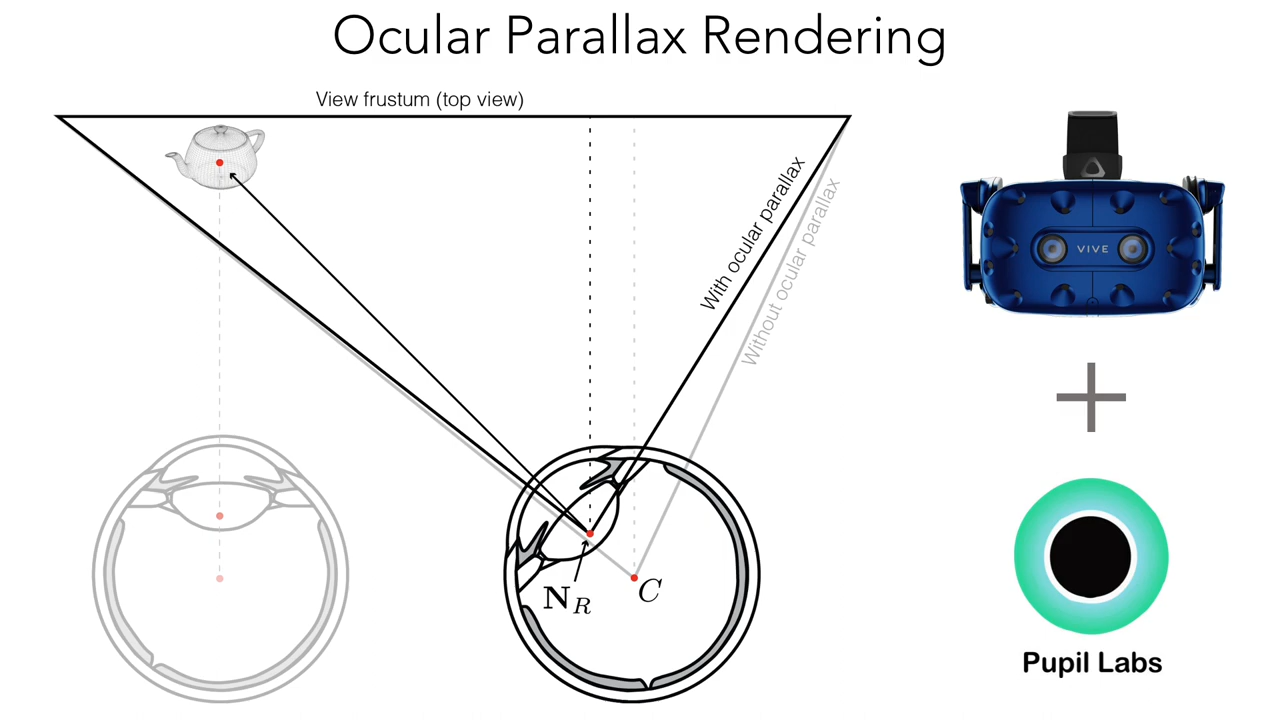 Ocular Parallax Rendering
View frustum (top view)
With ocular parallax
Without ocular parallax
VIVE
N_R
C
Pupil Labs